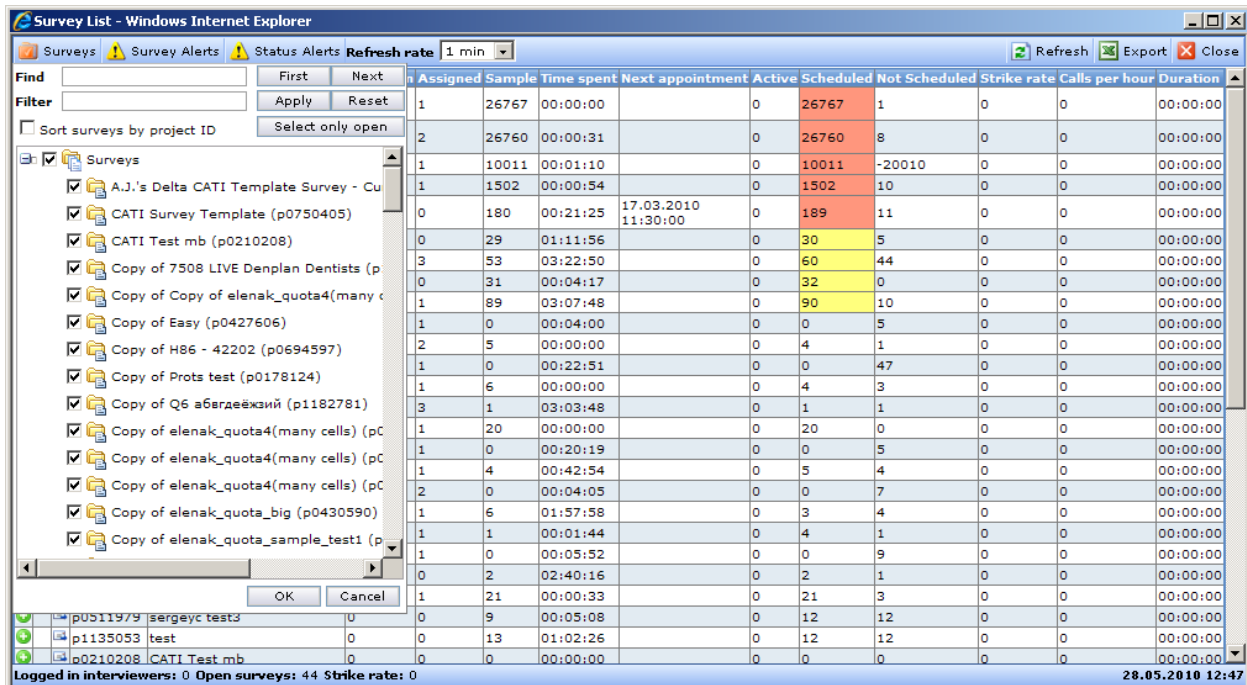 Survey List - Windows Internet Explorer
Surveys Survey Alerts Status Alerts Refresh rate 1 min Refresh Export Close
Find First Next
Filter Apply Reset
Sort surveys by project ID Select only open
Surveys
A.J.'s Delta CATI Template Survey - Cu
CATI Survey Template (p0750405)
CATI Test mb (p0210208)
Copy of 7508 LIVE Denplan Dentists (p
Copy of Copy of elenak_quota4(many c
Copy of Easy (p0427606)
Copy of H86 - 42202 (p0694597)
Copy of Prots test (p0178124)
Copy of Q6 абвгдеёжзий (p1182781)
Copy of elenak_quota4(many cells) (p0
Copy of elenak_quota4(many cells) (p0
Copy of elenak_quota4(many cells) (p0
Copy of elenak_quota_big (p0430590)
Copy of elenak_quota_sample_test1 (p
OK Cancel
n Assigned Sample Time spent Next appointment Active Scheduled Not Scheduled Strike rate Calls per hour Duration
1 26767 00:00:00 0 26767 1 0 0 00:00:00
2 26760 00:00:31 0 26760 8 0 0 00:00:00
1 10011 00:01:10 0 10011 -20010 0 0 00:00:00
1 1502 00:00:54 0 1502 10 0 0 00:00:00
0 180 00:21:25 17.03.2010 11:30:00 0 189 11 0 0 00:00:00
0 29 01:11:56 0 30 5 0 0 00:00:00
3 53 03:22:50 0 60 44 0 0 00:00:00
0 31 00:04:17 0 32 0 0 0 00:00:00
1 89 03:07:48 0 90 10 0 0 00:00:00
1 0 00:04:00 0 0 5 0 0 00:00:00
2 5 00:00:00 0 4 1 0 0 00:00:00
1 0 00:22:51 0 0 47 0 0 00:00:00
1 6 00:00:00 0 4 3 0 0 00:00:00
3 1 03:03:48 0 1 1 0 0 00:00:00
1 20 00:00:00 0 20 0 0 0 00:00:00
1 0 00:20:19 0 0 5 0 0 00:00:00
1 4 00:42:54 0 5 4 0 0 00:00:00
2 0 00:04:05 0 0 7 0 0 00:00:00
1 6 01:57:58 0 3 4 0 0 00:00:00
1 1 00:01:44 0 4 1 0 0 00:00:00
1 0 00:05:52 0 0 9 0 0 00:00:00
0 2 02:40:16 0 2 1 0 0 00:00:00
1 21 00:00:33 0 21 3 0 0 00:00:00
p0511979 sergeyc test3 0 0 9 00:05:08 0 12 12 0 0 00:00:00
p1135053 test 0 0 13 01:02:26 0 12 12 0 0 00:00:00
p0210208 CATI Test mb 0 0 0 00:00:00 0 0 0 0 0 00:00:00
Logged in interviewers: 0 Open surveys: 44 Strike rate: 0 28.05.2010 12:47